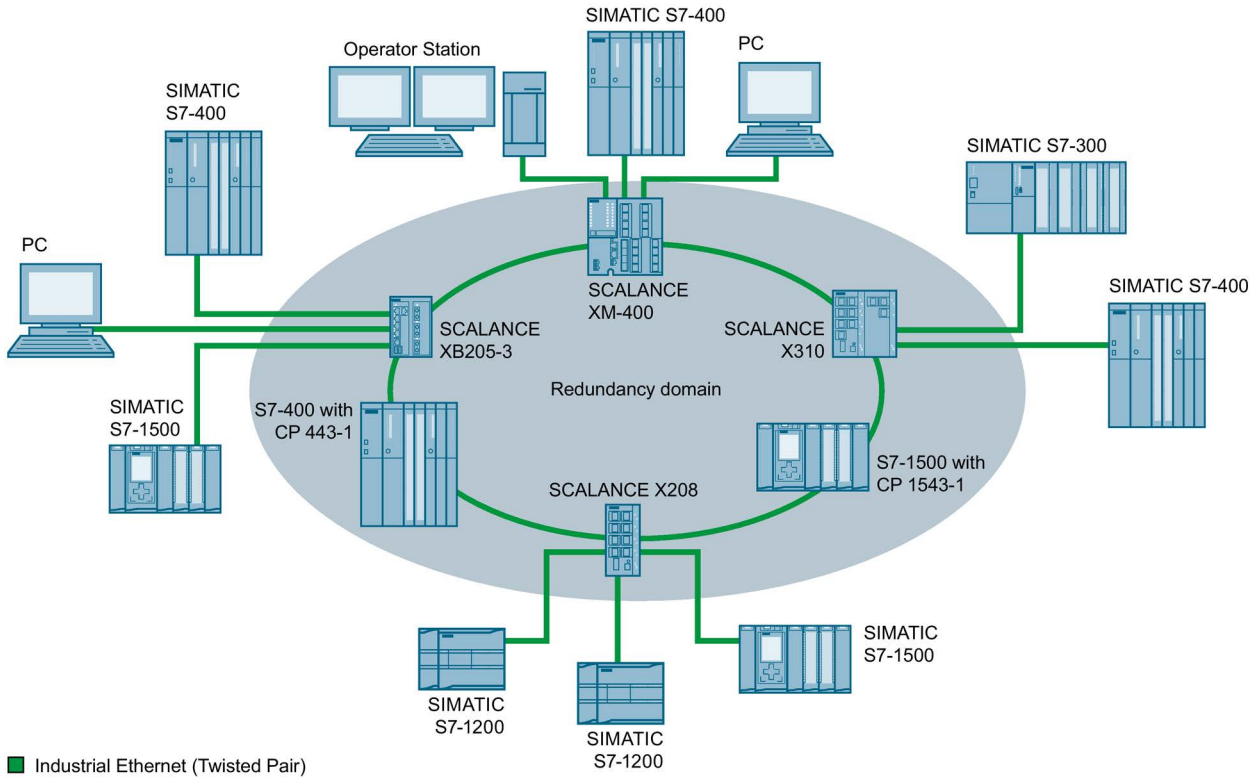 SIMATIC S7-400
Operator Station
PC
SIMATIC
S7-400
SIMATIC S7-300
PC
SIMATIC S7-400
SCALANCE
XM-400
SCALANCE
XB205-3
SCALANCE
X310
Redundancy domain
SIMATIC
S7-1500
S7-400 with
CP 443-1
S7-1500 with
CP 1543-1
SCALANCE X208
SIMATIC
S7-1500
SIMATIC
S7-1200
SIMATIC
S7-1200
Industrial Ethernet (Twisted Pair)